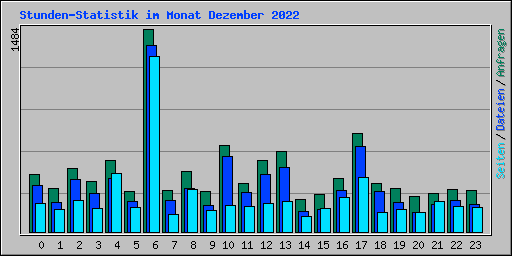 Stunden-Statistik im Monat Dezember 2022
1484
Seiten / Dateien / Anfragen
0 1 2 3 4 5 6 7 8 9 10 11 12 13 14 15 16 17 18 19 20 21 22 23